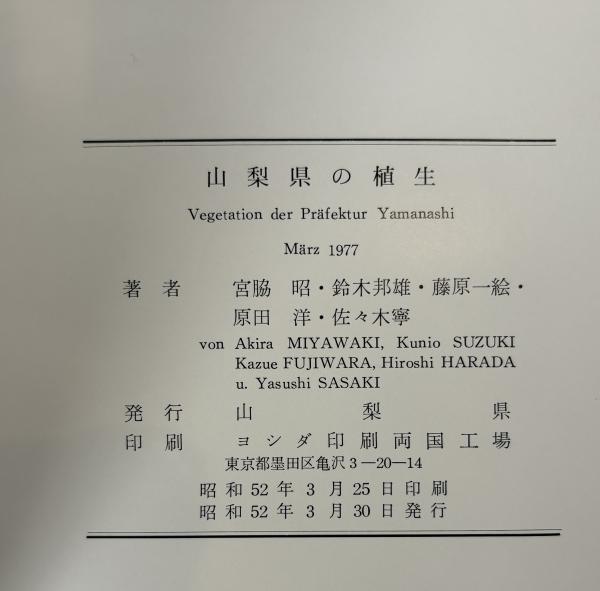 山梨県の植生
Vegetation der Präfektur Yamanashi
März 1977
著者 宮脇 昭・鈴木邦雄・藤原一絵・
原田 洋・佐々木寧
von Akira MIYAWAKI, Kunio SUZUKI
Kazue FUJIWARA, Hiroshi HARADA
u. Yasushi SASAKI
発行 山梨県
印刷 ヨシダ印刷両国工場
東京都墨田区亀沢3—20—14
昭和52年3月25日印刷
昭和52年3月30日発行